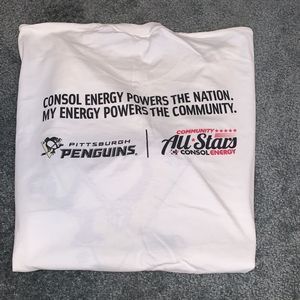 CONSOL ENERGY POWERS THE NATION.
MY ENERGY POWERS THE COMMUNITY.
PITTSBURGH
PENGUINS.
COMMUNITY
All★Stars
CONSOL ENERGY